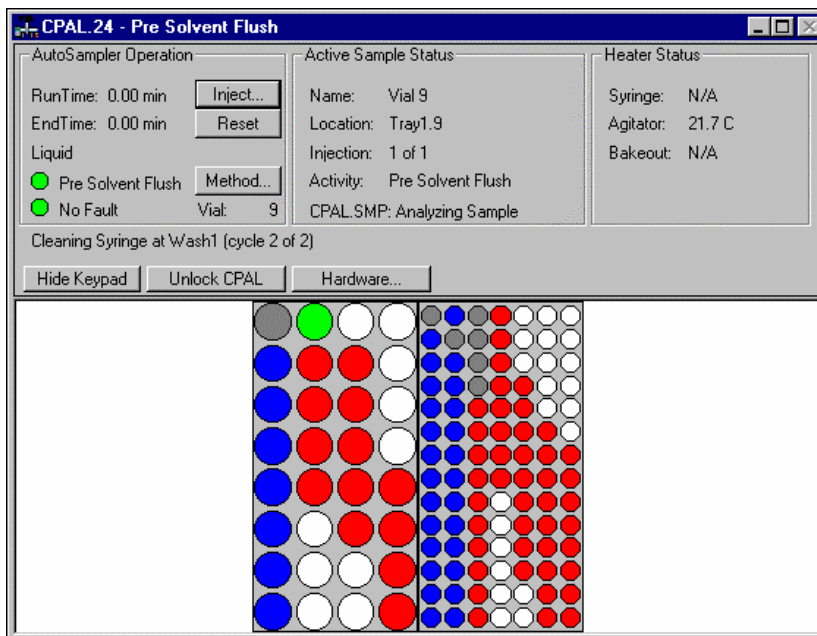 CPAL.24 - Pre Solvent Flush
AutoSampler Operation
RunTime: 0.00 min
Inject...
EndTime: 0.00 min
Reset
Liquid
Pre Solvent Flush
Method...
No Fault
Vial: 9
Active Sample Status
Name: Vial 9
Location: Tray1.9
Injection: 1 of 1
Activity: Pre Solvent Flush
CPAL.SMP: Analyzing Sample
Heater Status
Syringe: N/A
Agitator: 21.7 C
Bakeout: N/A
Cleaning Syringe at Wash1 (cycle 2 of 2)
Hide Keypad
Unlock CPAL
Hardware...